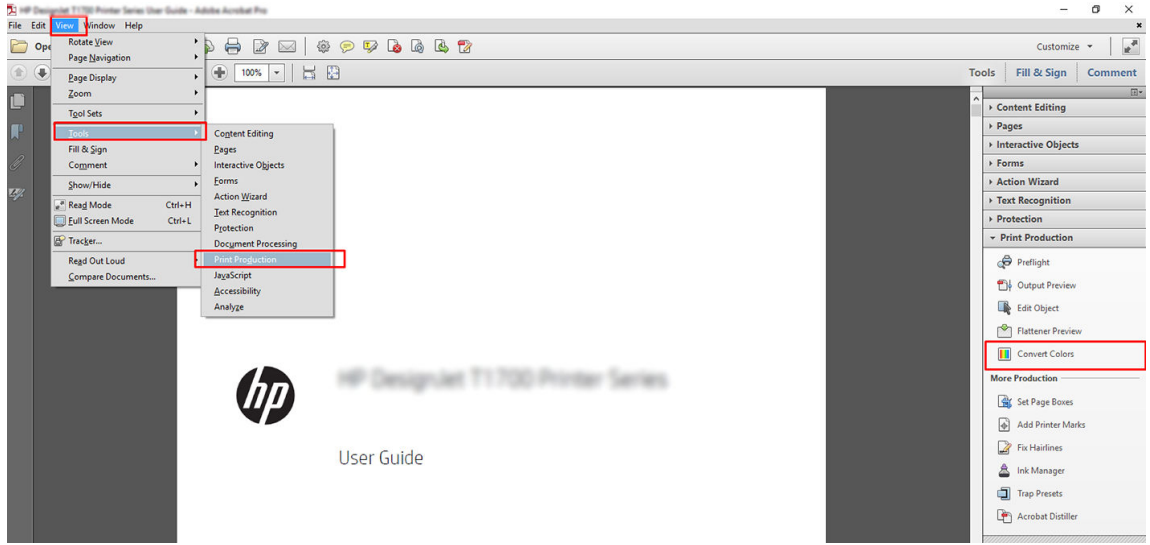 HP DesignJet T1700 Printer Series User Guide - Adobe Acrobat Pro
File Edit View Window Help
Customize
100%
Tools Fill & Sign Comment
Rotate View
Page Navigation
Page Display
Zoom
Tool Sets
Tools
Fill & Sign
Comment
Show/Hide
Read Mode Ctrl+H
Full Screen Mode Ctrl+L
Tracker...
Read Out Loud
Compare Documents...
Content Editing
Pages
Interactive Objects
Forms
Action Wizard
Text Recognition
Protection
Document Processing
Print Production
JavaScript
Accessibility
Analyze
hp
HP DesignJet T1700 Printer Series
User Guide
Content Editing
Pages
Interactive Objects
Forms
Action Wizard
Text Recognition
Protection
Print Production
Preflight
Output Preview
Edit Object
Flattener Preview
Convert Colors
More Production
Set Page Boxes
Add Printer Marks
Fix Hairlines
Ink Manager
Trap Presets
Acrobat Distiller